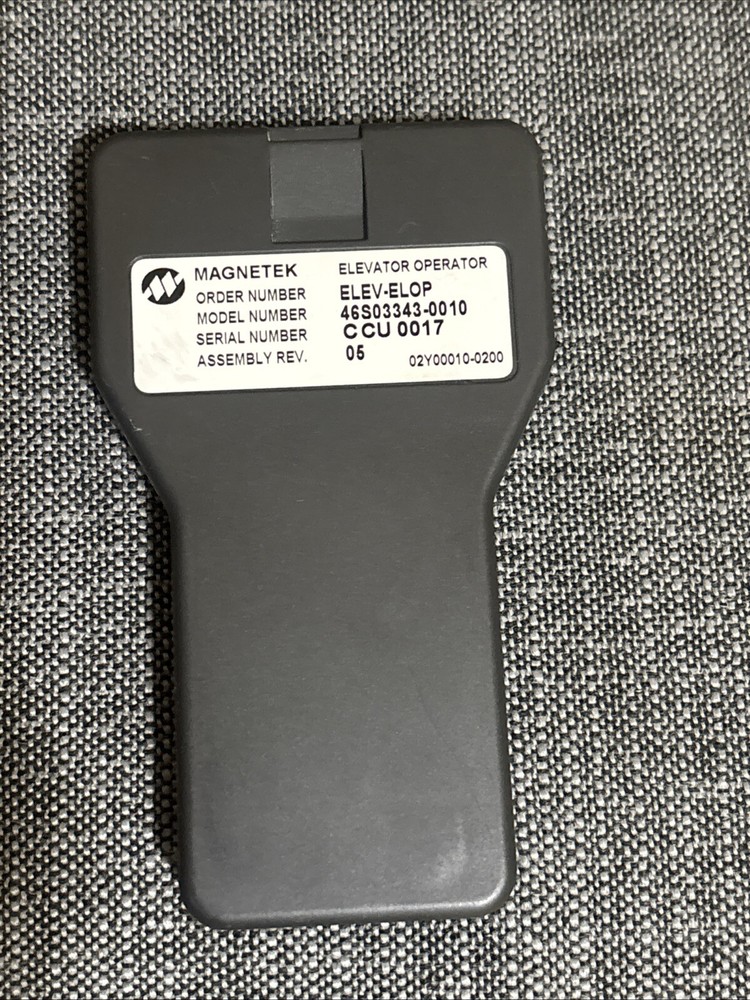 MAGNETEK ELEVATOR OPERATOR
ORDER NUMBER ELEV-ELOP
MODEL NUMBER 46S03343-0010
SERIAL NUMBER CCU 0017
ASSEMBLY REV. 05 02Y00010-0200